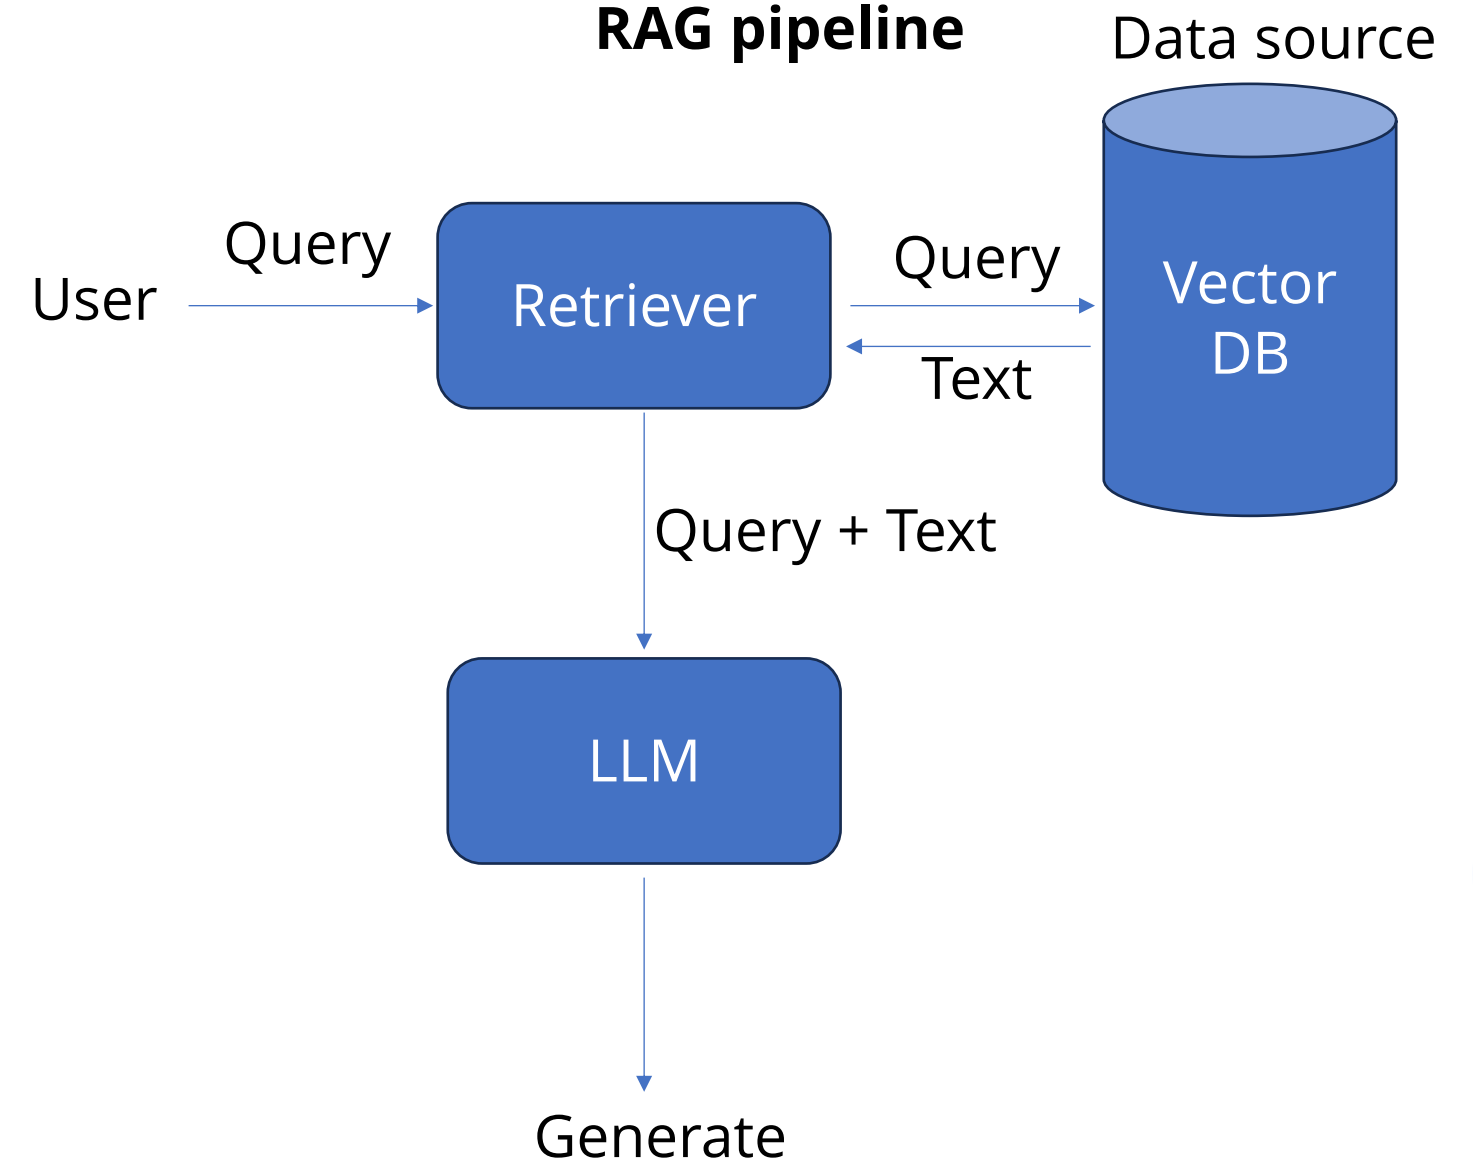 RAG pipeline
Data source
Query
User
Retriever
Query
Text
Vector
DB
Query + Text
LLM
Generate